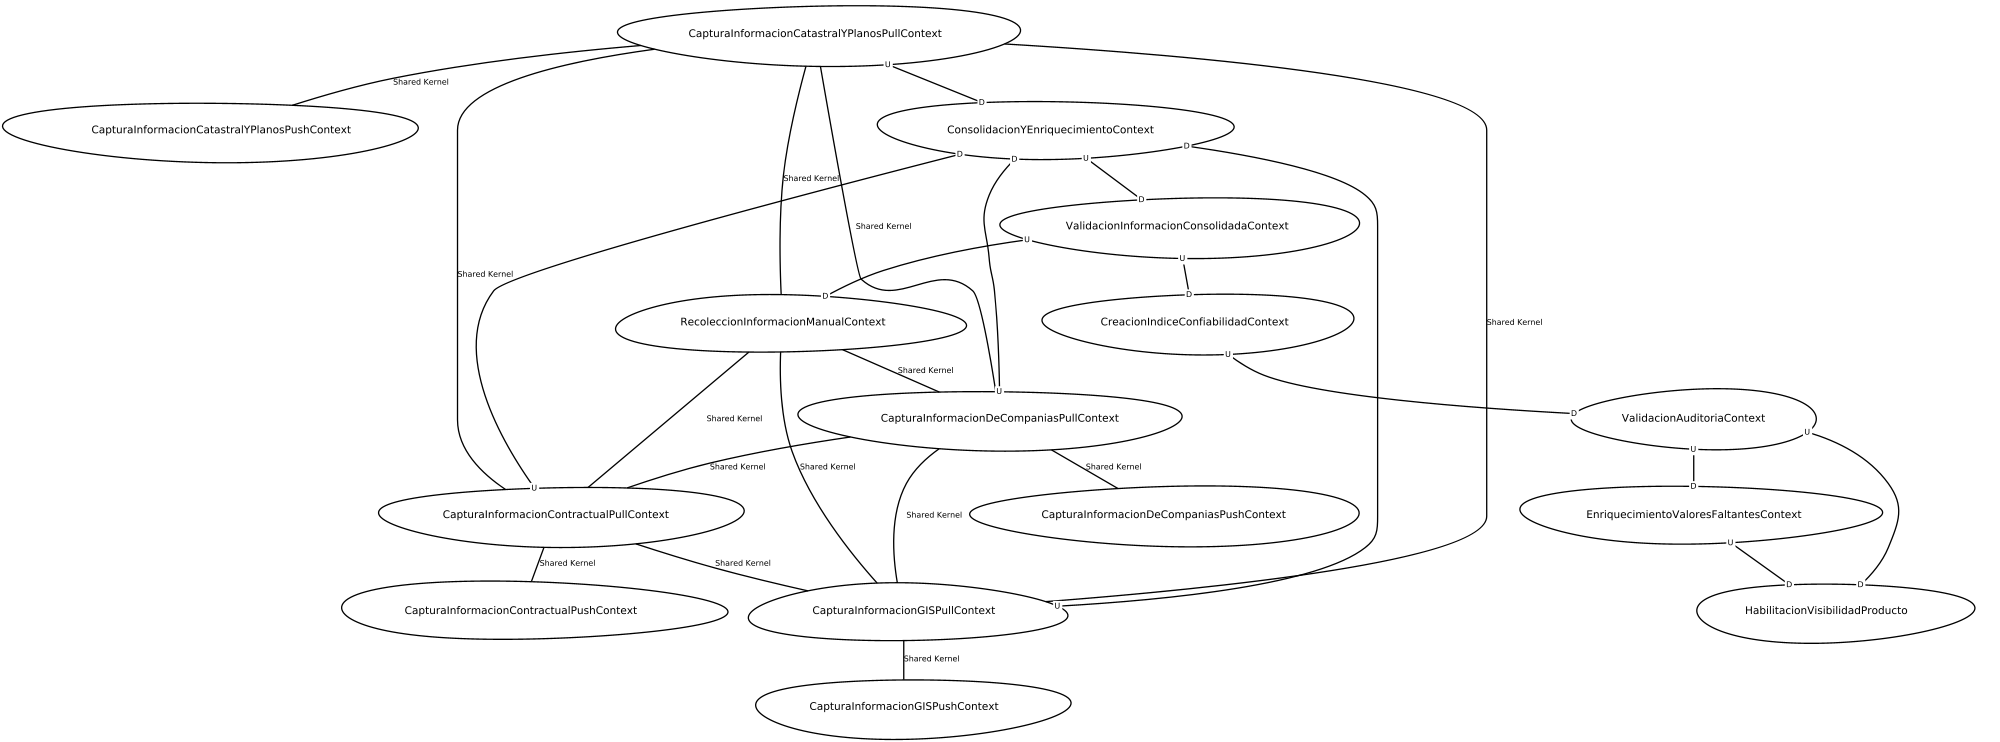 CapturaInformacionCatastralYPlanosPullContext
U
Shared Kernel
D
CapturaInformacionCatastralYPlanosPushContext
ConsolidacionYEnriquecimientoContext
D
D
U
D
Shared Kernel
D
Shared Kernel
ValidacionInformacionConsolidadaContext
U
U
Shared Kernel
D
D
RecoleccionInformacionManualContext
CreacionIndiceConfiabilidadContext
Shared Kernel
U
Shared Kernel
U
D
Shared Kernel
CapturaInformacionDeCompaniasPullContext
ValidacionAuditoriaContext
U
U
Shared Kernel
Shared Kernel
Shared Kernel
U
D
CapturaInformacionContractualPullContext
Shared Kernel
CapturaInformacionDeCompaniasPushContext
EnriquecimientoValoresFaltantesContext
U
Shared Kernel
Shared Kernel
D
D
U
CapturaInformacionContractualPushContext
CapturaInformacionGISPullContext
HabilitacionVisibilidadProducto
Shared Kernel
CapturaInformacionGISPushContext